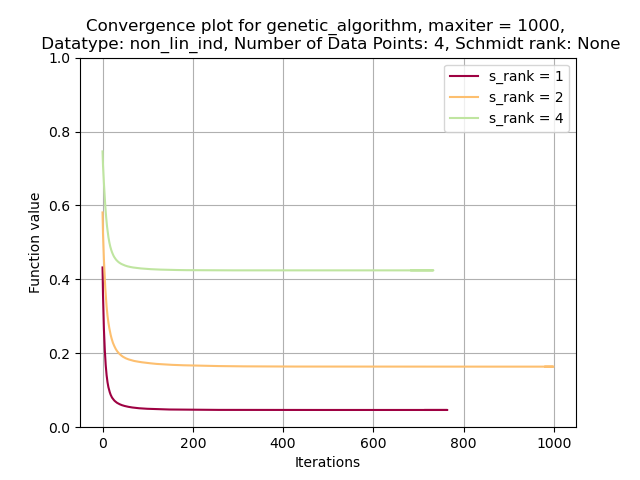 Convergence plot for genetic_algorithm, maxiter = 1000,
Datatype: non_lin_ind, Number of Data Points: 4, Schmidt rank: None
s_rank = 1
s_rank = 2
s_rank = 4
1.0
0.8
0.6
0.4
0.2
0.0
Function value
0 200 400 600 800 1000
Iterations